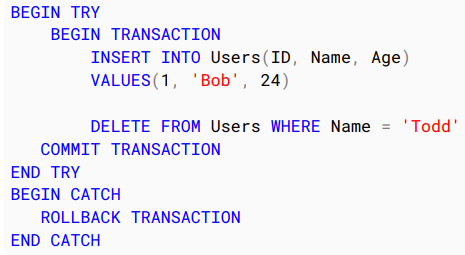 BEGIN TRY
    BEGIN TRANSACTION
        INSERT INTO Users(ID, Name, Age)
        VALUES(1, 'Bob', 24)

        DELETE FROM Users WHERE Name = 'Todd'
   COMMIT TRANSACTION
END TRY
BEGIN CATCH
   ROLLBACK TRANSACTION
END CATCH